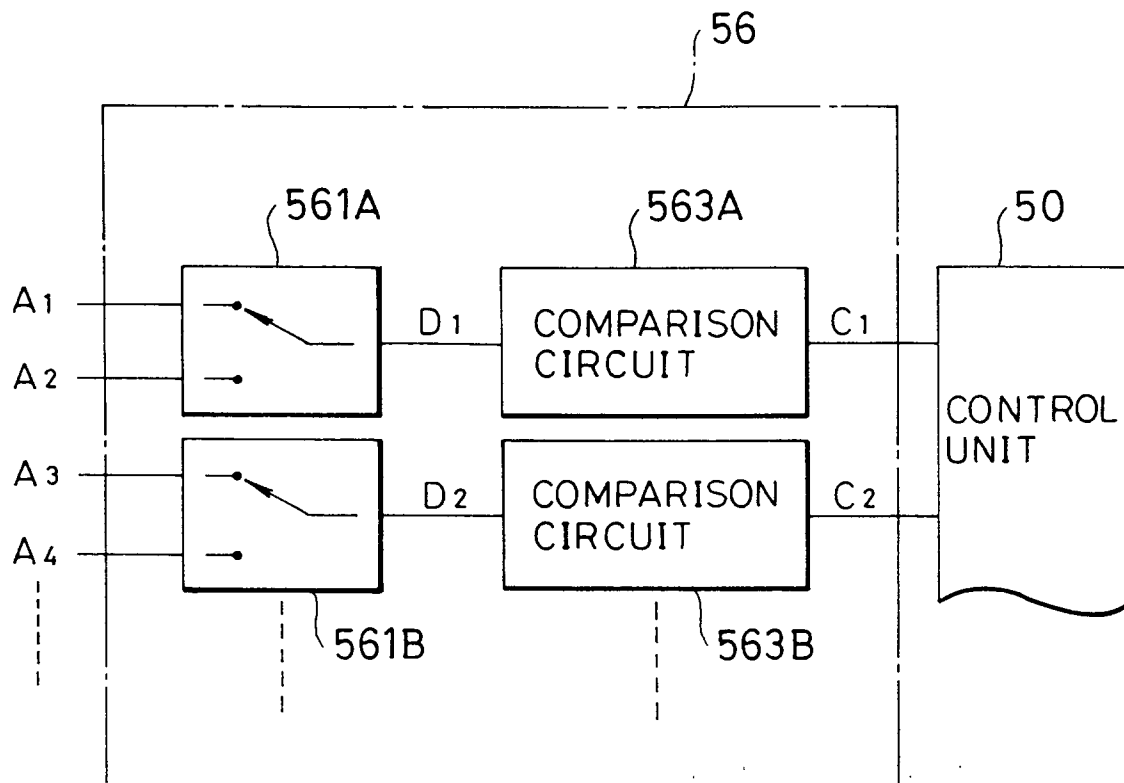 56
561A
563A
50
A1
D1
COMPARISON
CIRCUIT
C1
A2
CONTROL
UNIT
A3
D2
COMPARISON
CIRCUIT
C2
A4
561B
563B